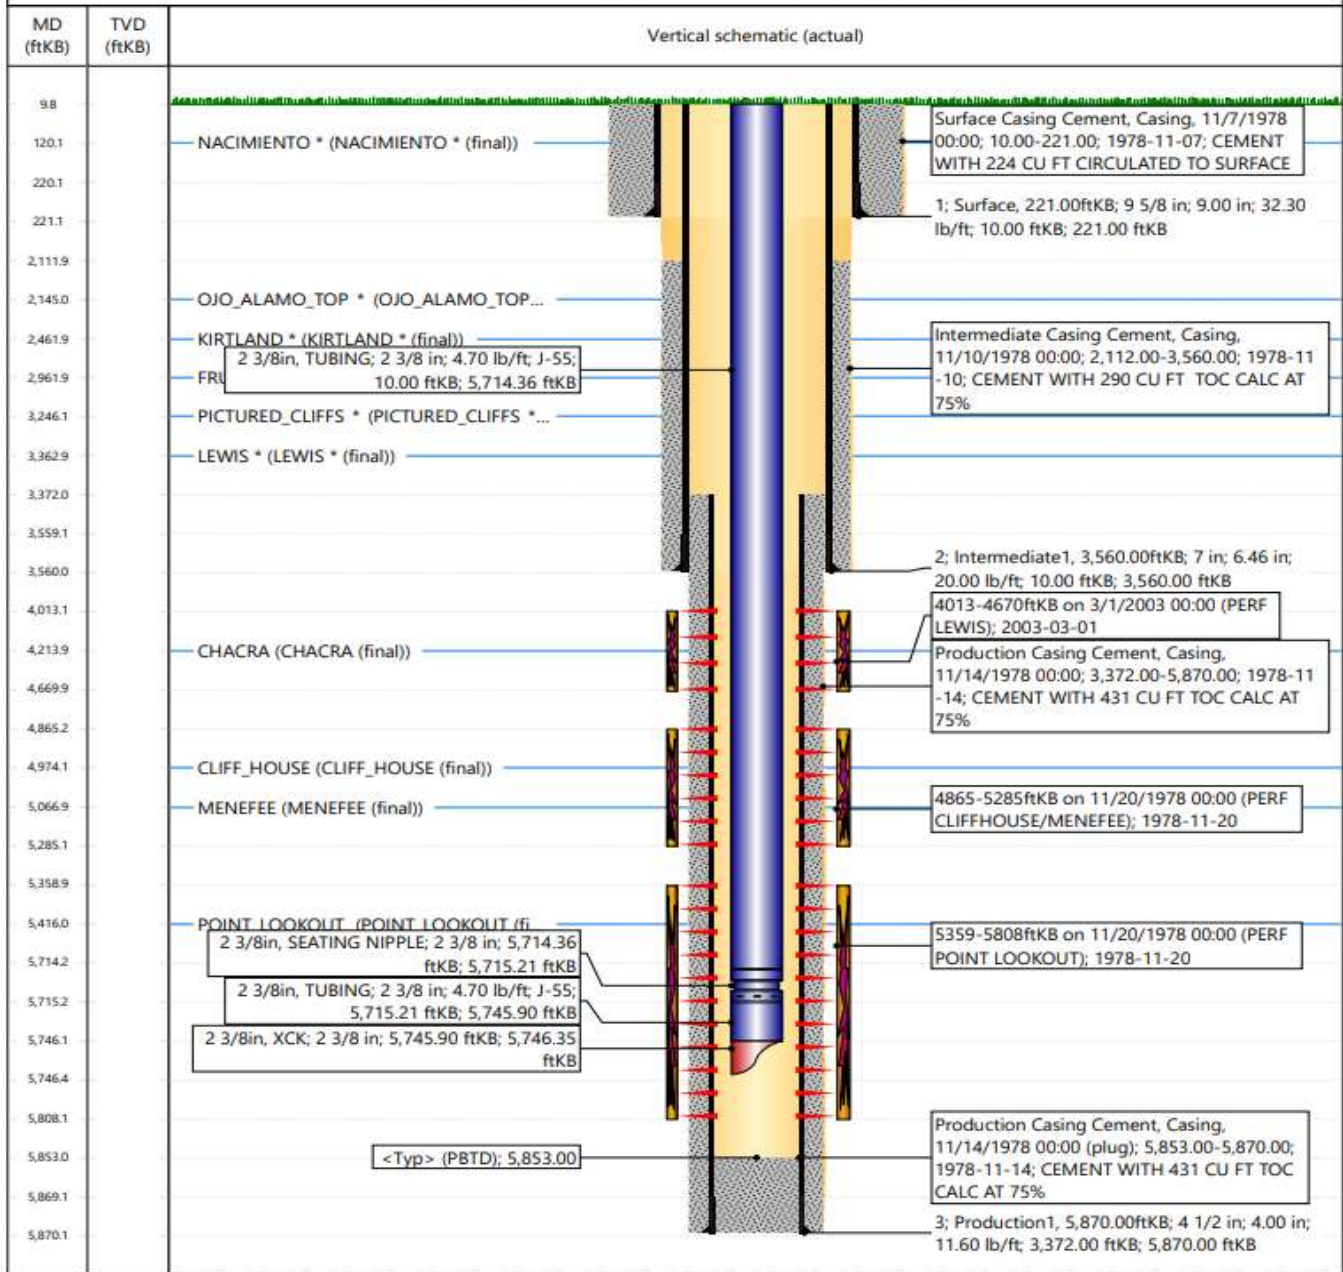 MD
(ftKB)
TVD
(ftKB)
Vertical schematic (actual)
9.8
120.1
220.1
221.1
2,111.9
2,145.0
2,461.9
2,961.9
3,246.1
3,362.9
3,372.0
3,559.1
3,560.0
4,013.1
4,213.9
4,669.9
4,865.2
4,974.1
5,066.9
5,285.1
5,358.9
5,416.0
5,714.2
5,715.2
5,746.1
5,746.4
5,808.1
5,853.0
5,869.1
5,870.1
NACIMIENTO * (NACIMIENTO * (final))
OJO_ALAMO_TOP * (OJO_ALAMO_TOP...
KIRTLAND * (KIRTLAND * (final))
2 3/8in, TUBING; 2 3/8 in; 4.70 lb/ft; J-55;
10.00 ftKB; 5,714.36 ftKB
FRU
PICTURED_CLIFFS * (PICTURED_CLIFFS *...
LEWIS * (LEWIS * (final))
CHACRA (CHACRA (final))
CLIFF_HOUSE (CLIFF_HOUSE (final))
MENEFEE (MENEFEE (final))
POINT_LOOKOUT (POINT_LOOKOUT (fi...
2 3/8in, SEATING NIPPLE; 2 3/8 in; 5,714.36
ftKB; 5,715.21 ftKB
2 3/8in, TUBING; 2 3/8 in; 4.70 lb/ft; J-55;
5,715.21 ftKB; 5,745.90 ftKB
2 3/8in, XCK; 2 3/8 in; 5,745.90 ftKB; 5,746.35
ftKB
<Typ> (PBTD); 5,853.00
Surface Casing Cement, Casing, 11/7/1978
00:00; 10.00-221.00; 1978-11-07; CEMENT
WITH 224 CU FT CIRCULATED TO SURFACE
1; Surface, 221.00ftKB; 9 5/8 in; 9.00 in; 32.30
lb/ft; 10.00 ftKB; 221.00 ftKB
Intermediate Casing Cement, Casing,
11/10/1978 00:00; 2,112.00-3,560.00; 1978-11
-10; CEMENT WITH 290 CU FT TOC CALC AT
75%
2; Intermediate1, 3,560.00ftKB; 7 in; 6.46 in;
20.00 lb/ft; 10.00 ftKB; 3,560.00 ftKB
4013-4670ftKB on 3/1/2003 00:00 (PERF
LEWIS); 2003-03-01
Production Casing Cement, Casing,
11/14/1978 00:00; 3,372.00-5,870.00; 1978-11
-14; CEMENT WITH 431 CU FT TOC CALC AT
75%
4865-5285ftKB on 11/20/1978 00:00 (PERF
CLIFFHOUSE/MENEFEE); 1978-11-20
5359-5808ftKB on 11/20/1978 00:00 (PERF
POINT LOOKOUT); 1978-11-20
Production Casing Cement, Casing,
11/14/1978 00:00 (plug); 5,853.00-5,870.00;
1978-11-14; CEMENT WITH 431 CU FT TOC
CALC AT 75%
3; Production1, 5,870.00ftKB; 4 1/2 in; 4.00 in;
11.60 lb/ft; 3,372.00 ftKB; 5,870.00 ftKB